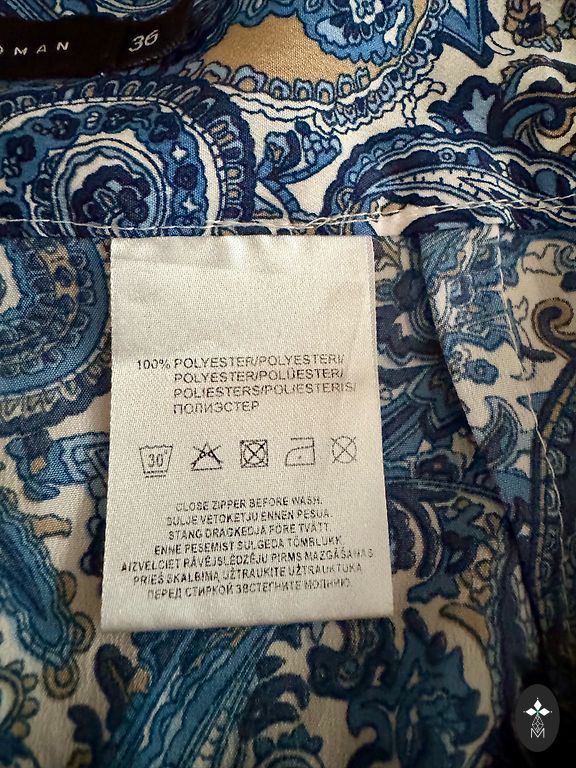 OMAN 36
100% POLYESTER/POLYESTERI/
POLYESTER/POLÜESTER/
POLIESTERS/POLIESTERIS/
ПОЛИЭСТЕР
30°
CLOSE ZIPPER BEFORE WASH.
SULJE VETOKETJU ENNEN PESUA.
STÄNG DRAGKEDJA FÖRE TVÄTT.
ENNE PESEMIST SULGEDA TÕMBLUKK
AIZVELCIET RĀVĒJSLĒDZĒJU PIRMS MAZGĀŠANAS
PRIEŠ SKALBIMĄ UŽTRAUKITE UŽTRAUKTUKĄ
ПЕРЕД СТИРКОЙ ЗВСТЕГНИТЕ МОЛНИЮ.
M